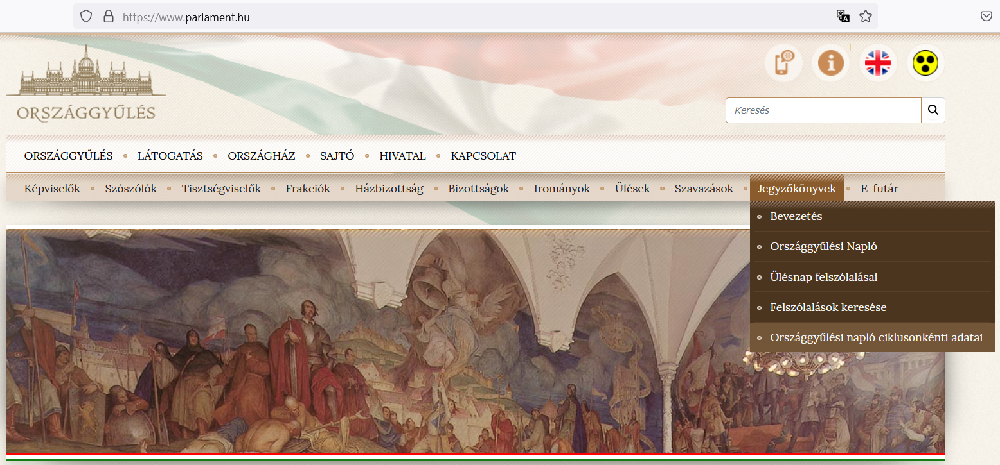 https://www.parlament.hu
ORSZÁGGYŰLÉS
Keresés
ORSZÁGGYŰLÉS LÁTOGATÁS ORSZÁGHÁZ SAJTÓ HIVATAL KAPCSOLAT
Képviselők Szószólók Tisztségviselők Frakciók Házbizottság Bizottságok Irományok Ülések Szavazások Jegyzőkönyvek E-futár
Bevezetés
Országgyűlési Napló
Ülésnap felszólalásai
Felszólalások keresése
Országgyűlési napló ciklusonkénti adatai